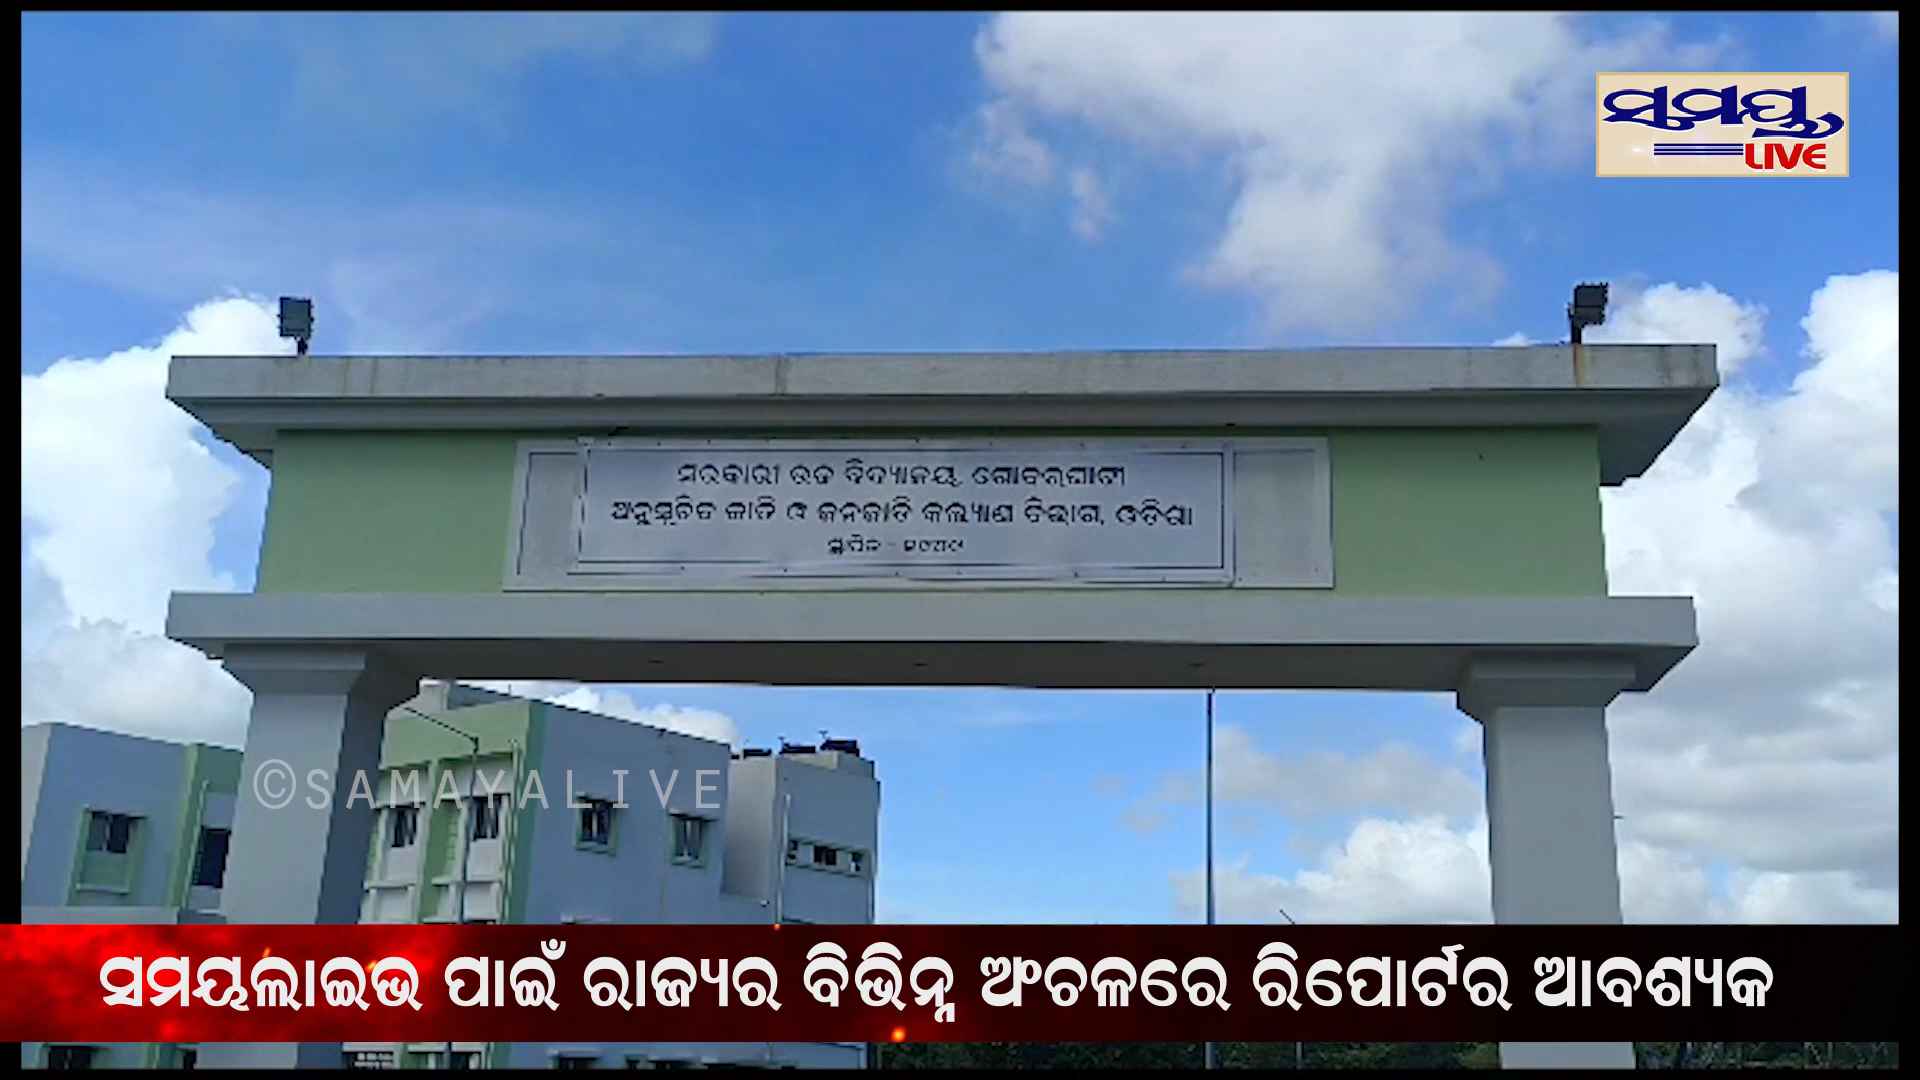 ସମୟ
LIVE
ସରକାରୀ ଉଚ୍ଚ ବିଦ୍ୟାଳୟ, ଗୋବରଘାଟୀ
ଅନୁସୂଚିତ ଜାତି ଓ ଜନଜାତି କଲ୍ୟାଣ ବିଭାଗ, ଓଡିଶା
ସ୍ଥାପିତ -
©SAMAYALIVE
ସମୟଲାଇଭ ପାଇଁ ରାଜ୍ୟର ବିଭିନ୍ନ ଅଂଚଳରେ ରିପୋର୍ଟର ଆବଶ୍ୟକ